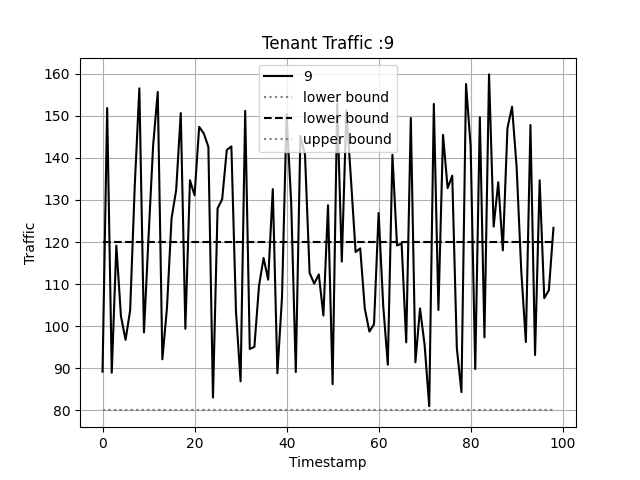 Tenant Traffic :9
9
lower bound
lower bound
upper bound
Traffic
160
150
140
130
120
110
100
90
80
0 20 40 60 80 100
Timestamp